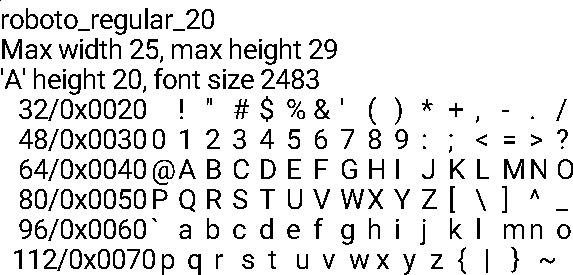 roboto_regular_20
Max width 25, max height 29
'A' height 20, font size 2483
32/0x0020 ! " # $ % & ' ( ) * + , - . /
48/0x0030 0 1 2 3 4 5 6 7 8 9 : ; < = > ?
64/0x0040 @ A B C D E F G H I J K L M N O
80/0x0050 P Q R S T U V W X Y Z [ \ ] ^ _
96/0x0060 ` a b c d e f g h i j k l m n o
112/0x0070 p q r s t u v w x y z { | } ~